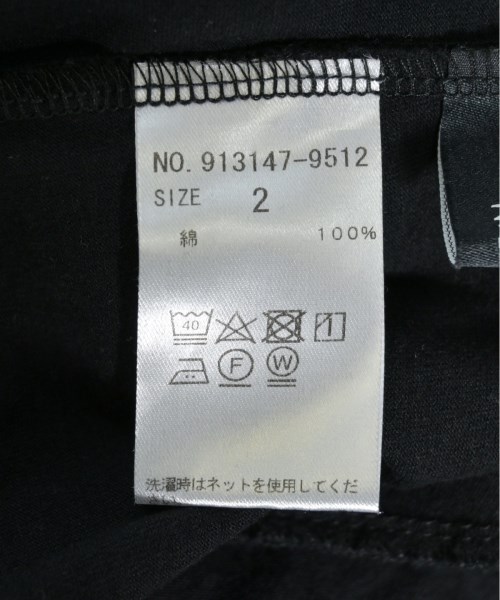 NO. 913147-9512
SIZE 2
綿 100%
40
F W
洗濯時はネットを使用してくだ